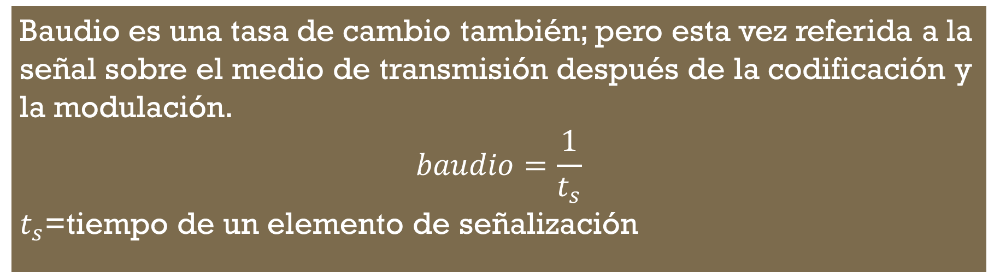 Baudio es una tasa de cambio también; pero esta vez referida a la
señal sobre el medio de transmisión después de la codificación y
la modulación.
baudio = 1/t_s
t_s=tiempo de un elemento de señalización